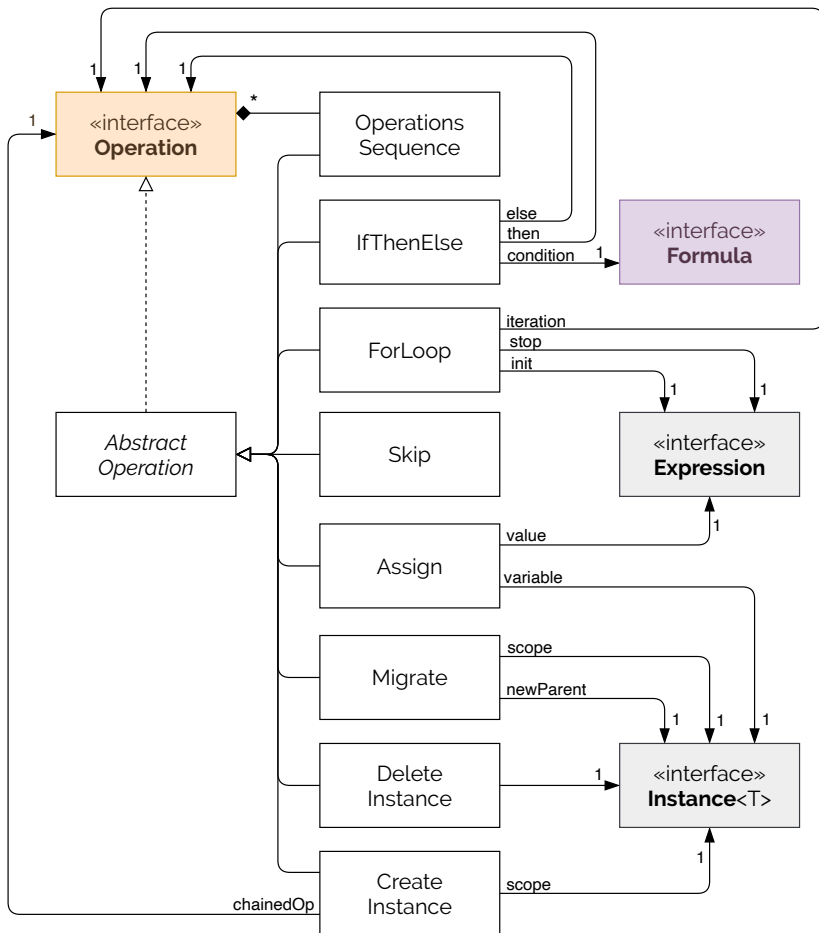 1
1
1
1
«interface»
Operation
*
Operations
Sequence
IfThenElse
else
then
condition
1
«interface»
Formula
ForLoop
iteration
stop
init
1
1
Abstract
Operation
Skip
«interface»
Expression
1
Assign
value
variable
Migrate
scope
newParent
1
1
1
Delete
Instance
1
«interface»
Instance<T>
1
Create
Instance
scope
chainedOp